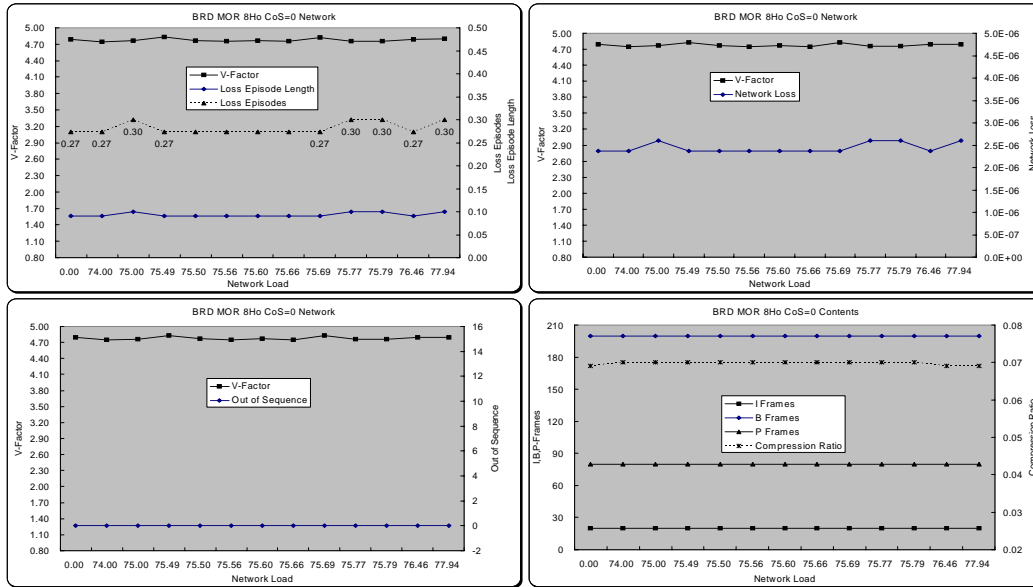 BRD MOR 8Ho CoS=0 Network
5.00
4.70
4.40
4.10
3.80
3.50
3.20
2.90
2.60
2.30
2.00
1.70
1.40
1.10
0.80
V-Factor
V-Factor
Loss Episode Length
Loss Episodes
0.27 0.27 0.30 0.27 0.27 0.30 0.30 0.27 0.30
0.50
0.45
0.40
0.35
0.30
0.25
0.20
0.15
0.10
0.05
0.00
Loss Episodes
Loss Episode Length
0.00 74.00 75.00 75.49 75.50 75.56 75.60 75.66 75.69 75.77 75.79 76.46 77.94
Network Load
BRD MOR 8Ho CoS=0 Network
5.00
4.70
4.40
4.10
3.80
3.50
3.20
2.90
2.60
2.30
2.00
1.70
1.40
1.10
0.80
V-Factor
V-Factor
Network Loss
5.0E-06
4.5E-06
4.0E-06
3.5E-06
3.0E-06
2.5E-06
2.0E-06
1.5E-06
1.0E-06
5.0E-07
0.0E+00
Network Loss
0.00 74.00 75.00 75.49 75.50 75.56 75.60 75.66 75.69 75.77 75.79 76.46 77.94
Network Load
BRD MOR 8Ho CoS=0 Network
5.00
4.70
4.40
4.10
3.80
3.50
3.20
2.90
2.60
2.30
2.00
1.70
1.40
1.10
0.80
V-Factor
V-Factor
Out of Sequence
16
14
12
10
8
6
4
2
0
-2
Out of Sequence
0.00 74.00 75.00 75.49 75.50 75.56 75.60 75.66 75.69 75.77 75.79 76.46 77.94
Network Load
BRD MOR 8Ho CoS=0 Contents
210
180
150
120
90
60
30
0
I,B,P-Frames
I Frames
B Frames
P Frames
Compression Ratio
0.08
0.07
0.06
0.05
0.04
0.03
0.02
Compression Ratio
0.00 74.00 75.00 75.49 75.50 75.56 75.60 75.66 75.69 75.77 75.79 76.46 77.94
Network Load